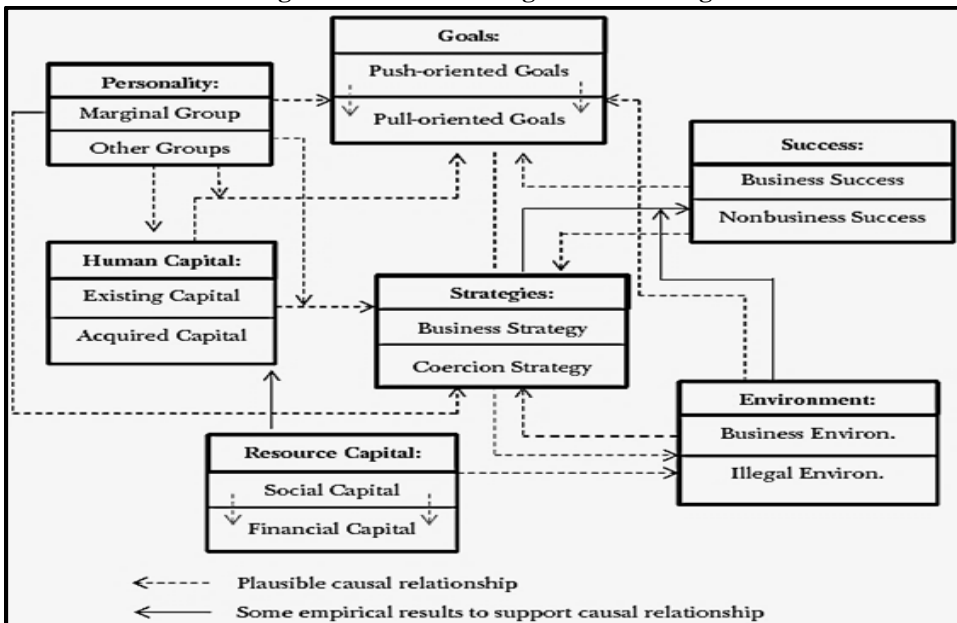 Goals:
Push-oriented Goals
Pull-oriented Goals
Personality:
Marginal Group
Other Groups
Success:
Business Success
Nonbusiness Success
Human Capital:
Existing Capital
Acquired Capital
Strategies:
Business Strategy
Coercion Strategy
Environment:
Business Environ.
Illegal Environ.
Resource Capital:
Social Capital
Financial Capital
Plausible causal relationship
Some empirical results to support causal relationship